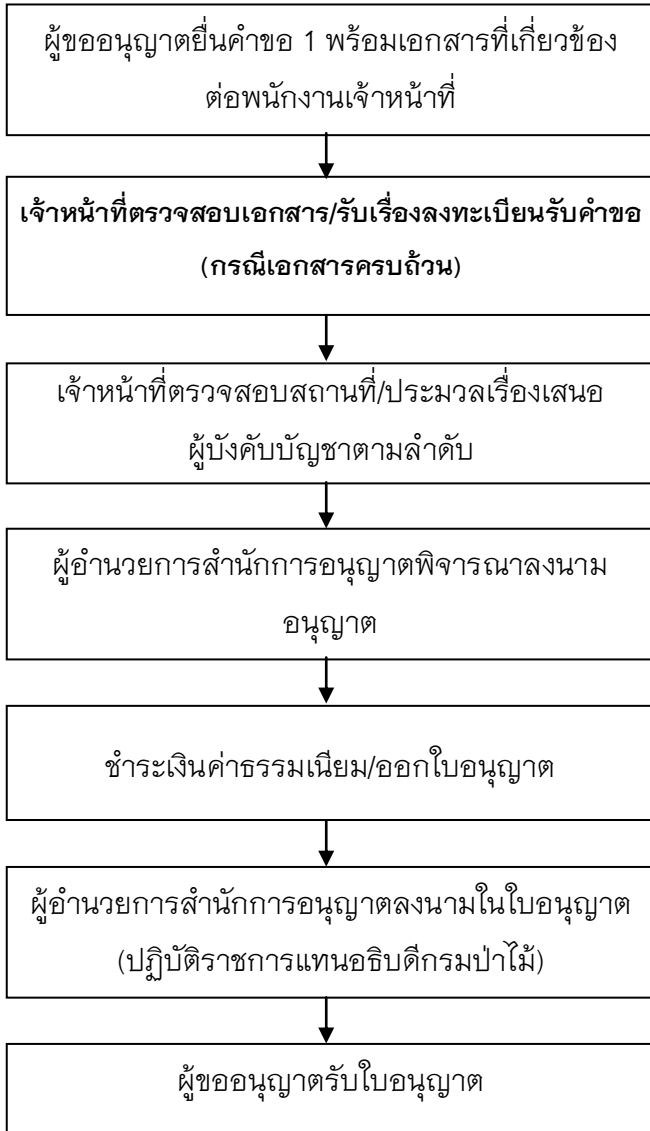 ผู้ขออนุญาตยื่นคำขอ 1 พร้อมเอกสารที่เกี่ยวข้อง
ต่อพนักงานเจ้าหน้าที่
เจ้าหน้าที่ตรวจสอบเอกสาร/รับเรื่องลงทะเบียนรับคำขอ
(กรณีเอกสารครบถ้วน)
เจ้าหน้าที่ตรวจสอบสถานที่/ประมวลเรื่องเสนอ
ผู้บังคับบัญชาตามลำดับ
ผู้อำนวยการสำนักการอนุญาตพิจารณาลงนาม
อนุญาต
ชำระเงินค่าธรรมเนียม/ออกใบอนุญาต
ผู้อำนวยการสำนักการอนุญาตลงนามในใบอนุญาต
(ปฏิบัติราชการแทนอธิบดีกรมป่าไม้)
ผู้ขออนุญาตรับใบอนุญาต